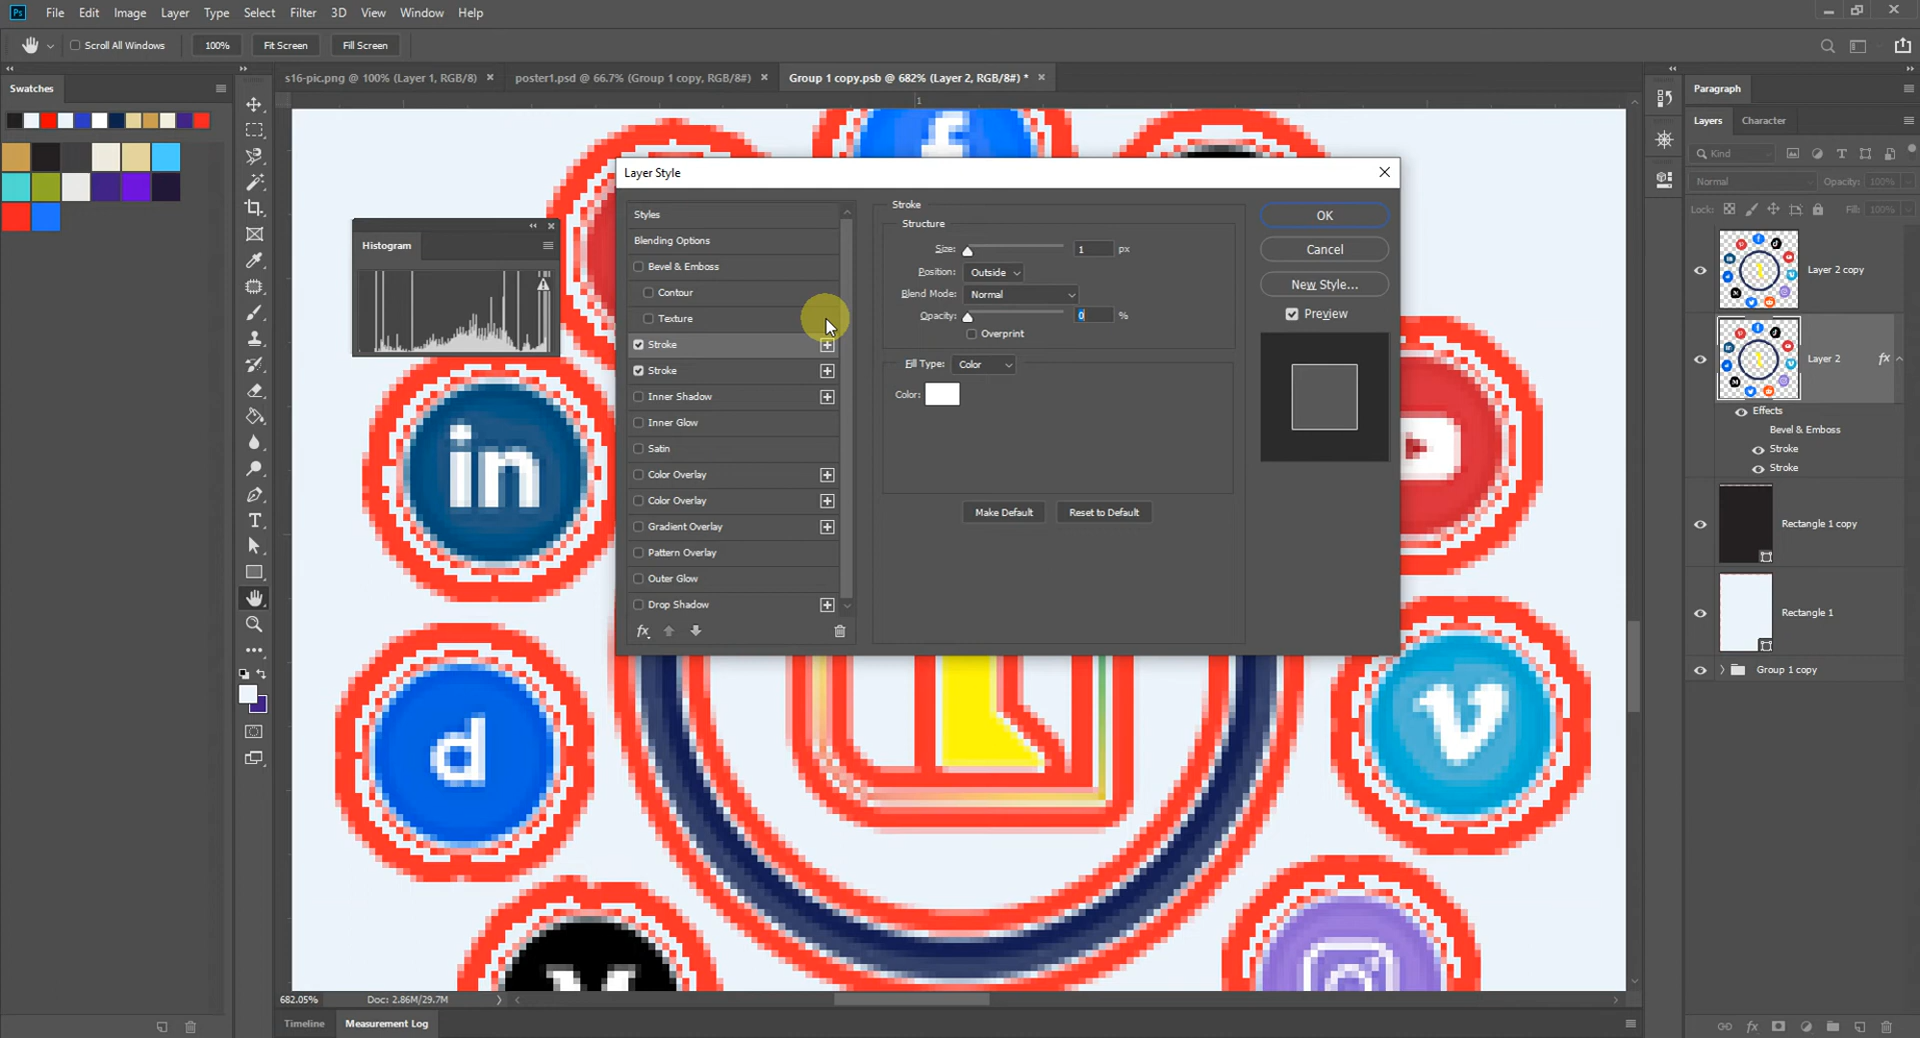 Ps File Edit Image Layer Type Select Filter 3D View Window Help
Scroll All Windows 100% Fit Screen Fill Screen
s16-pic.png @ 100% (Layer 1, RGB/8) poster1.psd @ 66.7% (Group 1 copy, RGB/8#) Group 1 copy.psb @ 682% (Layer 2, RGB/8#) *
Swatches
1
Histogram
f
in
d
Layer Style
Styles
Blending Options
Bevel & Emboss
Contour
Texture
Stroke
Stroke
Inner Shadow
Inner Glow
Satin
Color Overlay
Color Overlay
Gradient Overlay
Pattern Overlay
Outer Glow
Drop Shadow
fx
Stroke
Structure
Size: 1 px
Position: Outside
Blend Mode: Normal
Opacity: 0 %
Overprint
Fill Type: Color
Color:
Make Default Reset to Default
OK
Cancel
New Style...
Preview
Paragraph
Layers Character
Kind
Normal Opacity: 100%
Lock: Fill: 100%
Layer 2 copy
Layer 2 fx
Effects
Bevel & Emboss
Stroke
Stroke
Rectangle 1 copy
Rectangle 1
Group 1 copy
682.05% Doc: 2.86M/29.7M
Timeline Measurement Log
fx